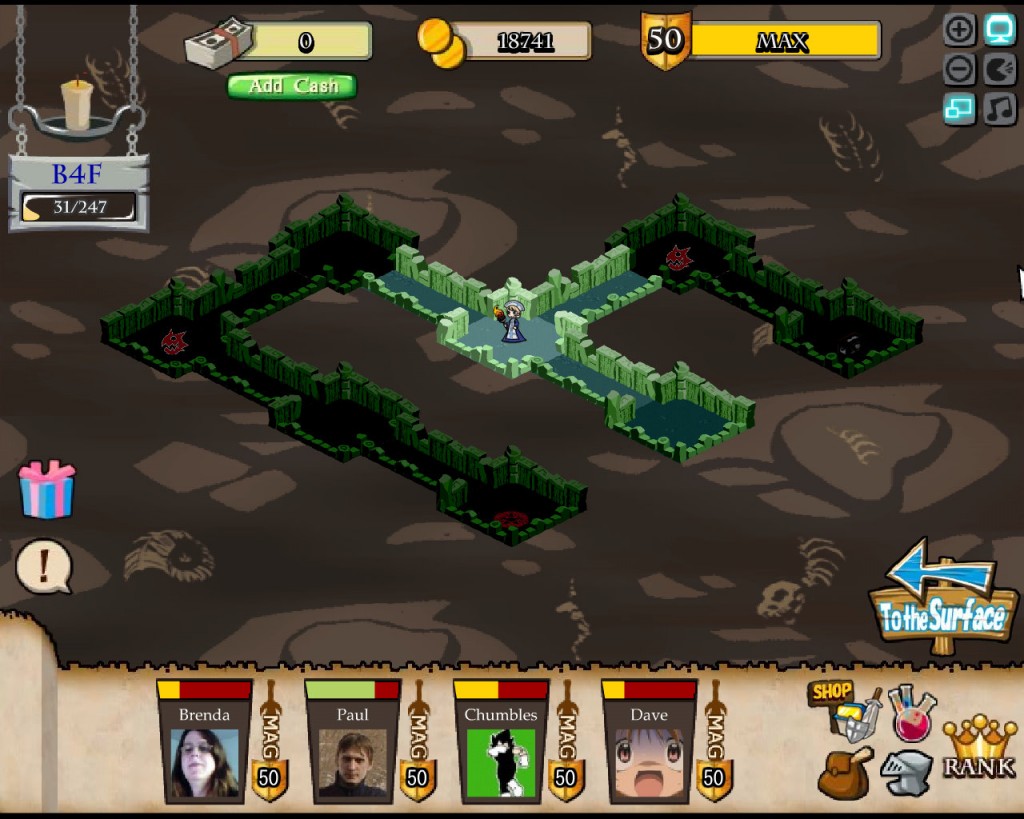 0
18741
50 MAX
Add Cash
B4F
31/247
!
To the Surface
Brenda
MAG
50
Paul
MAG
50
Chumbles
MAG
50
Dave
MAG
50
SHOP
RANK